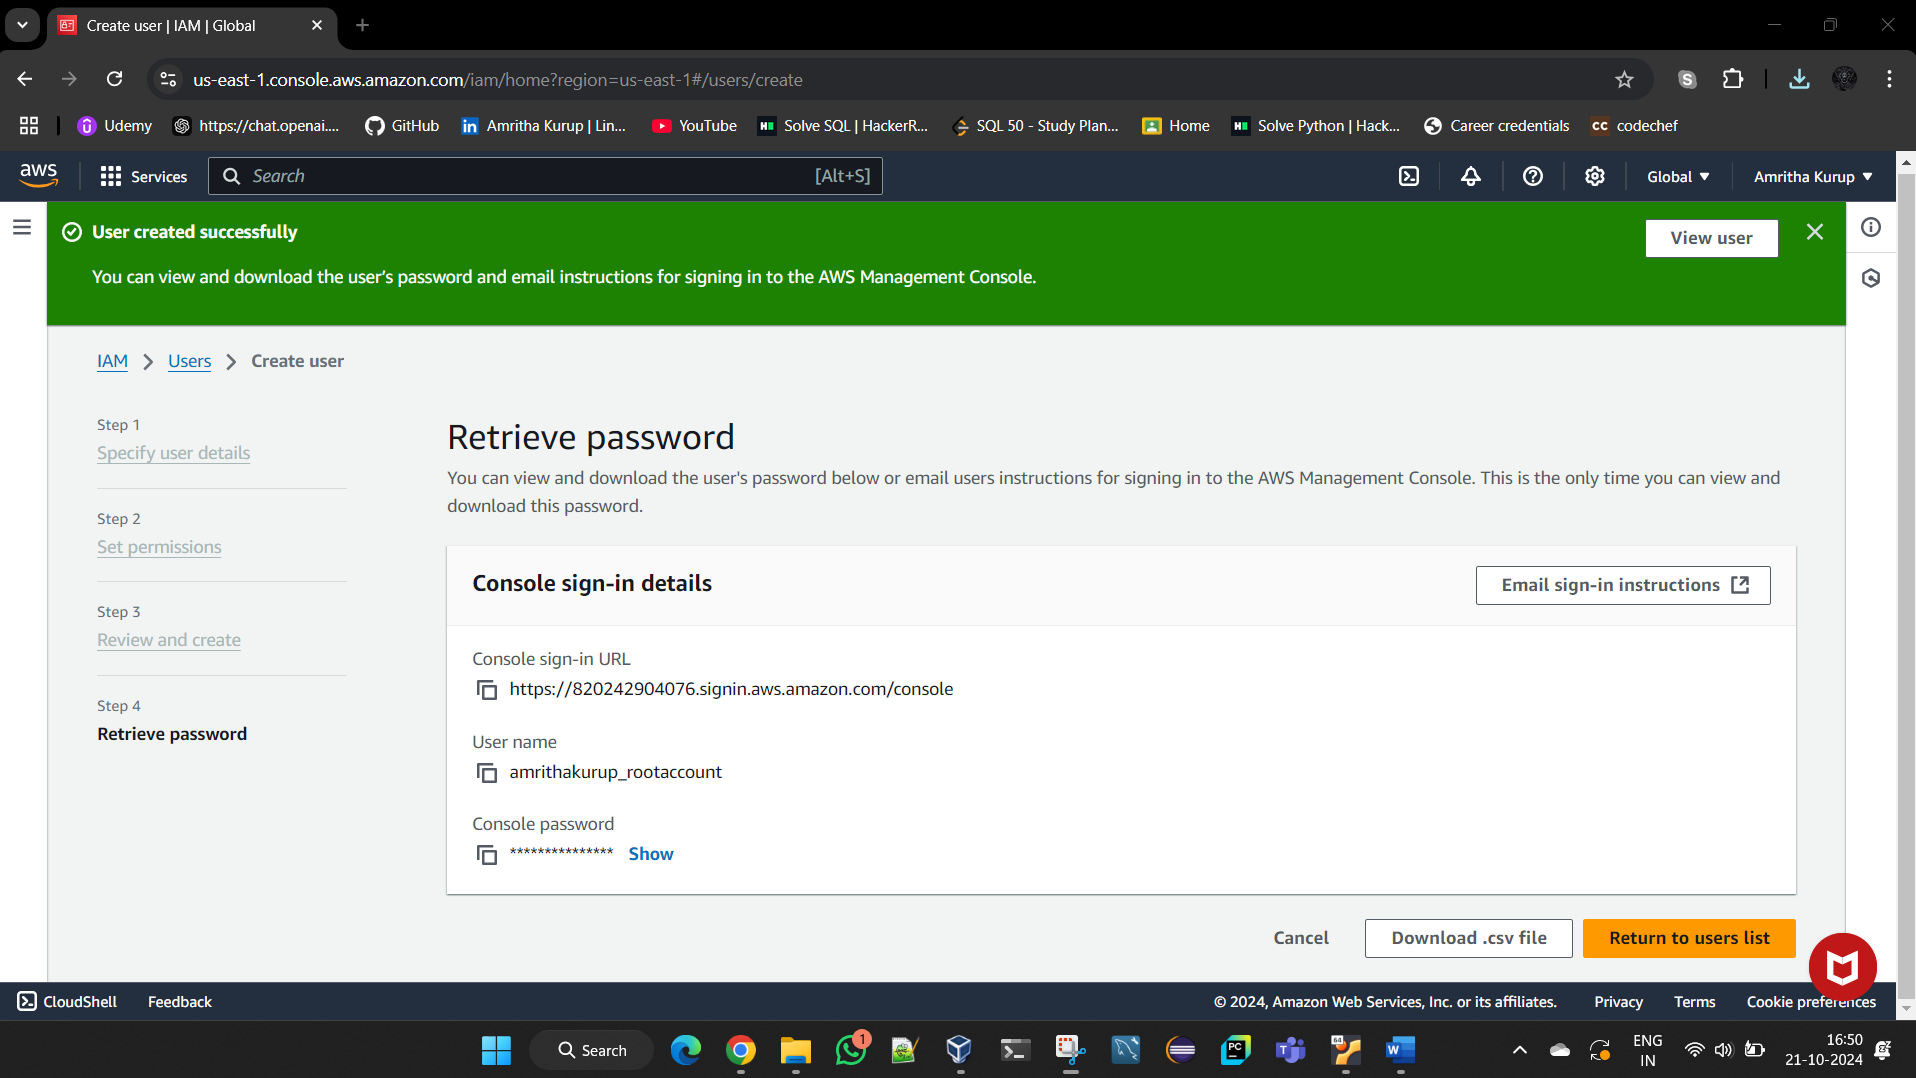 Create user | IAM | Global
us-east-1.console.aws.amazon.com/iam/home?region=us-east-1#/users/create
Udemy
https://chat.openai....
GitHub
in Amritha Kurup | Lin...
YouTube
Solve SQL | HackerR...
SQL 50 - Study Plan...
Home
Solve Python | Hack...
Career credentials
CC codechef
aws
Services
Search
[Alt+S]
Global
Amritha Kurup
User created successfully
View user
You can view and download the user's password and email instructions for signing in to the AWS Management Console.
IAM > Users > Create user
Step 1
Specify user details
Step 2
Set permissions
Step 3
Review and create
Step 4
Retrieve password
Retrieve password
You can view and download the user's password below or email users instructions for signing in to the AWS Management Console. This is the only time you can view and
download this password.
Console sign-in details
Email sign-in instructions
Console sign-in URL
https://820242904076.signin.aws.amazon.com/console
User name
amrithakurup_rootaccount
Console password
*************** Show
Cancel
Download .csv file
Return to users list
CloudShell
Feedback
© 2024, Amazon Web Services, Inc. or its affiliates.
Privacy
Terms
Cookie preferences
Search
1
PC
64
ENG
IN
16:50
21-10-2024